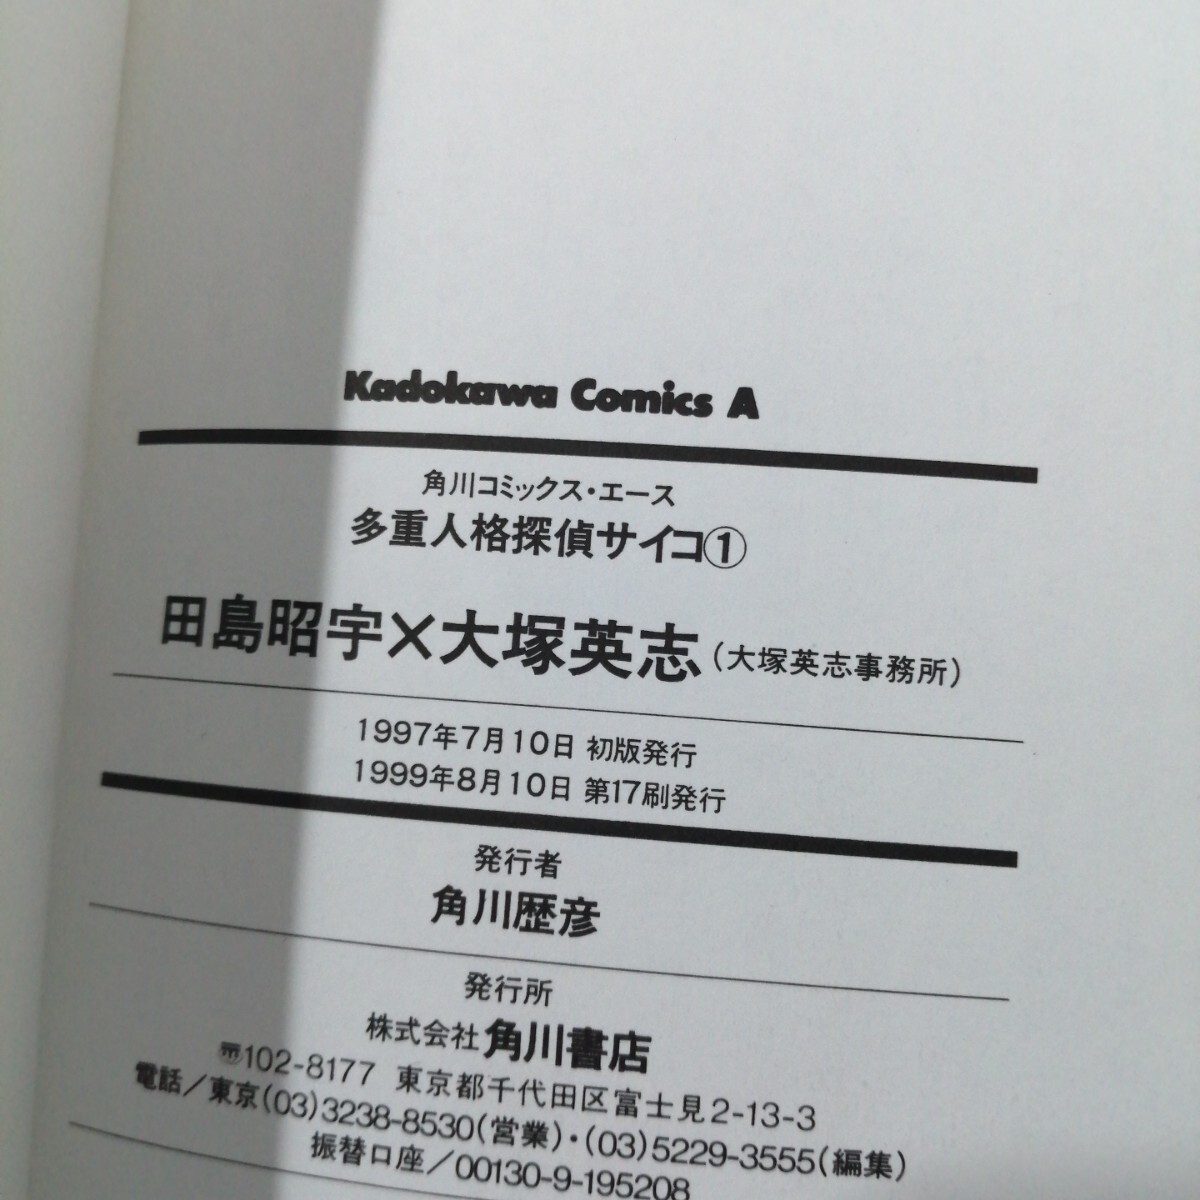 Kadokawa Comics A
角川コミックス・エース
多重人格探偵サイコ①
田島昭宇×大塚英志(大塚英志事務所)
1997年7月10日 初版発行
1999年8月10日 第17刷発行
発行者
角川歴彦
発行所
株式会社 角川書店
〠102-8177 東京都千代田区富士見2-13-3
電話/東京(03)3238-8530(営業)・(03)5229-3555(編集)
振替口座/00130-9-195208